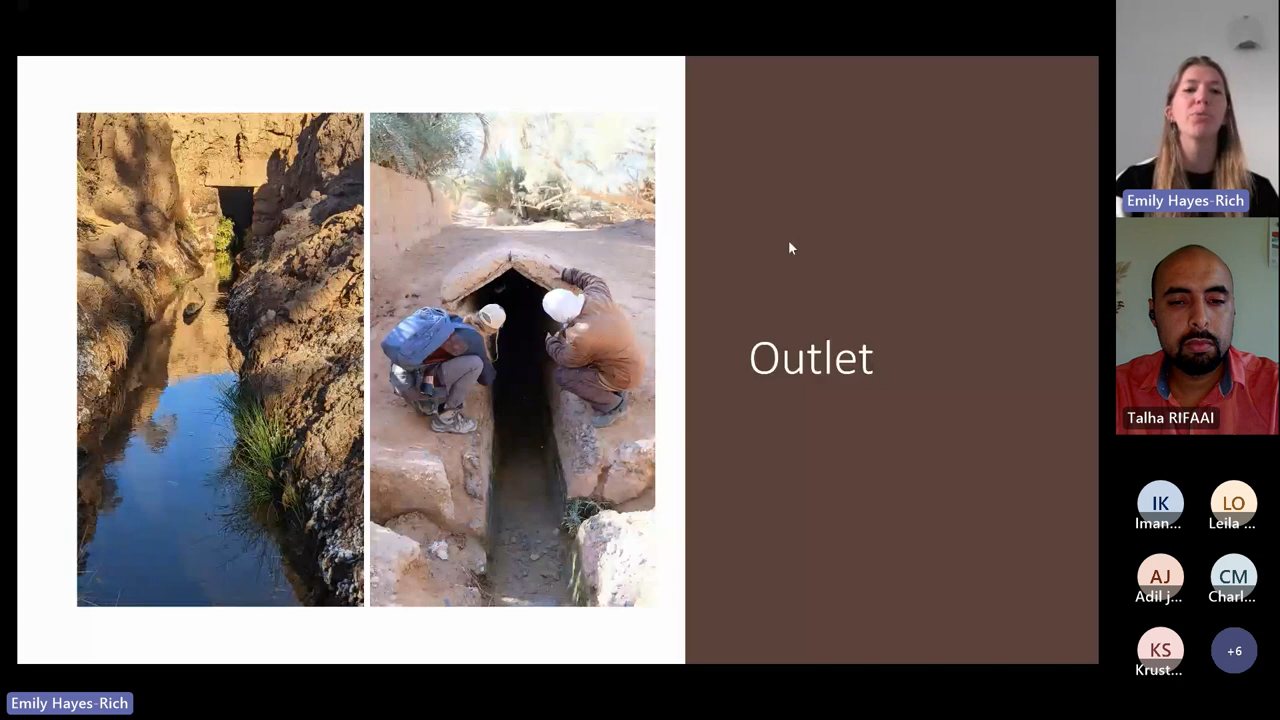 Outlet
Emily Hayes-Rich
Talha RIFAAI
IK
Iman...
LO
Leila ...
AJ
Adil j...
CM
Charl...
KS
Krust...
+6
Emily Hayes-Rich